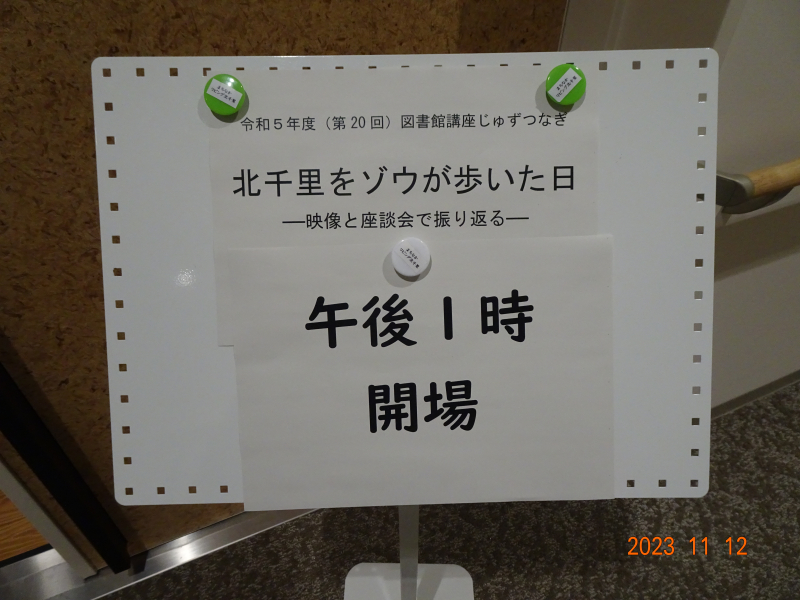 令和５年度（第20回）図書館講座じゅずつなぎ
北千里をゾウが歩いた日
―映像と座談会で振り返る―
午後１時
開場
2023 11 12